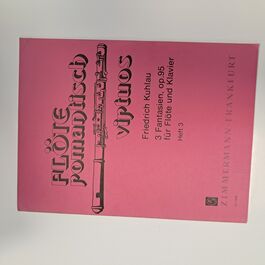 FLÖTE
romantisch
virtuos
Friedrich Kuhlau
3 Fantasien, op.95
für Flöte und Klavier
Heft 3
ZIMMERMANN · FRANKFURT